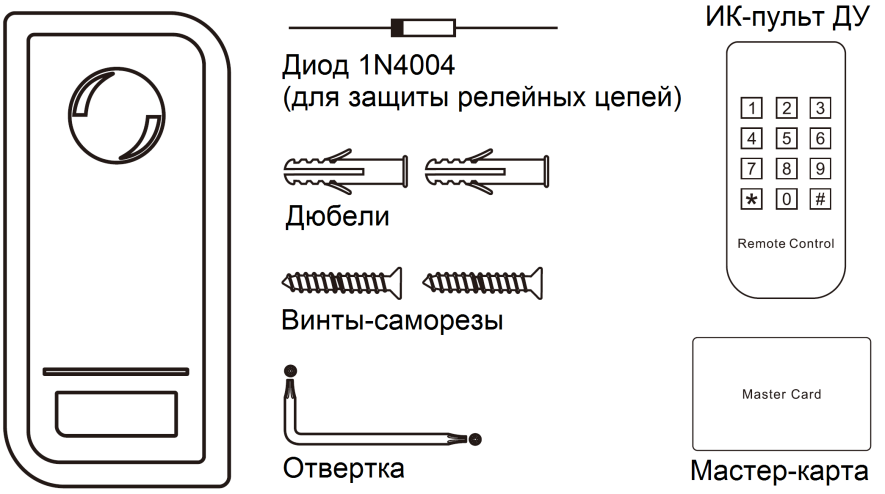 Диод 1N4004
(для защиты релейных цепей)
Дюбели
Винты-саморезы
Отвертка
ИК-пульт ДУ
1 2 3
4 5 6
7 8 9
* 0 #
Remote Control
Master Card
Мастер-карта